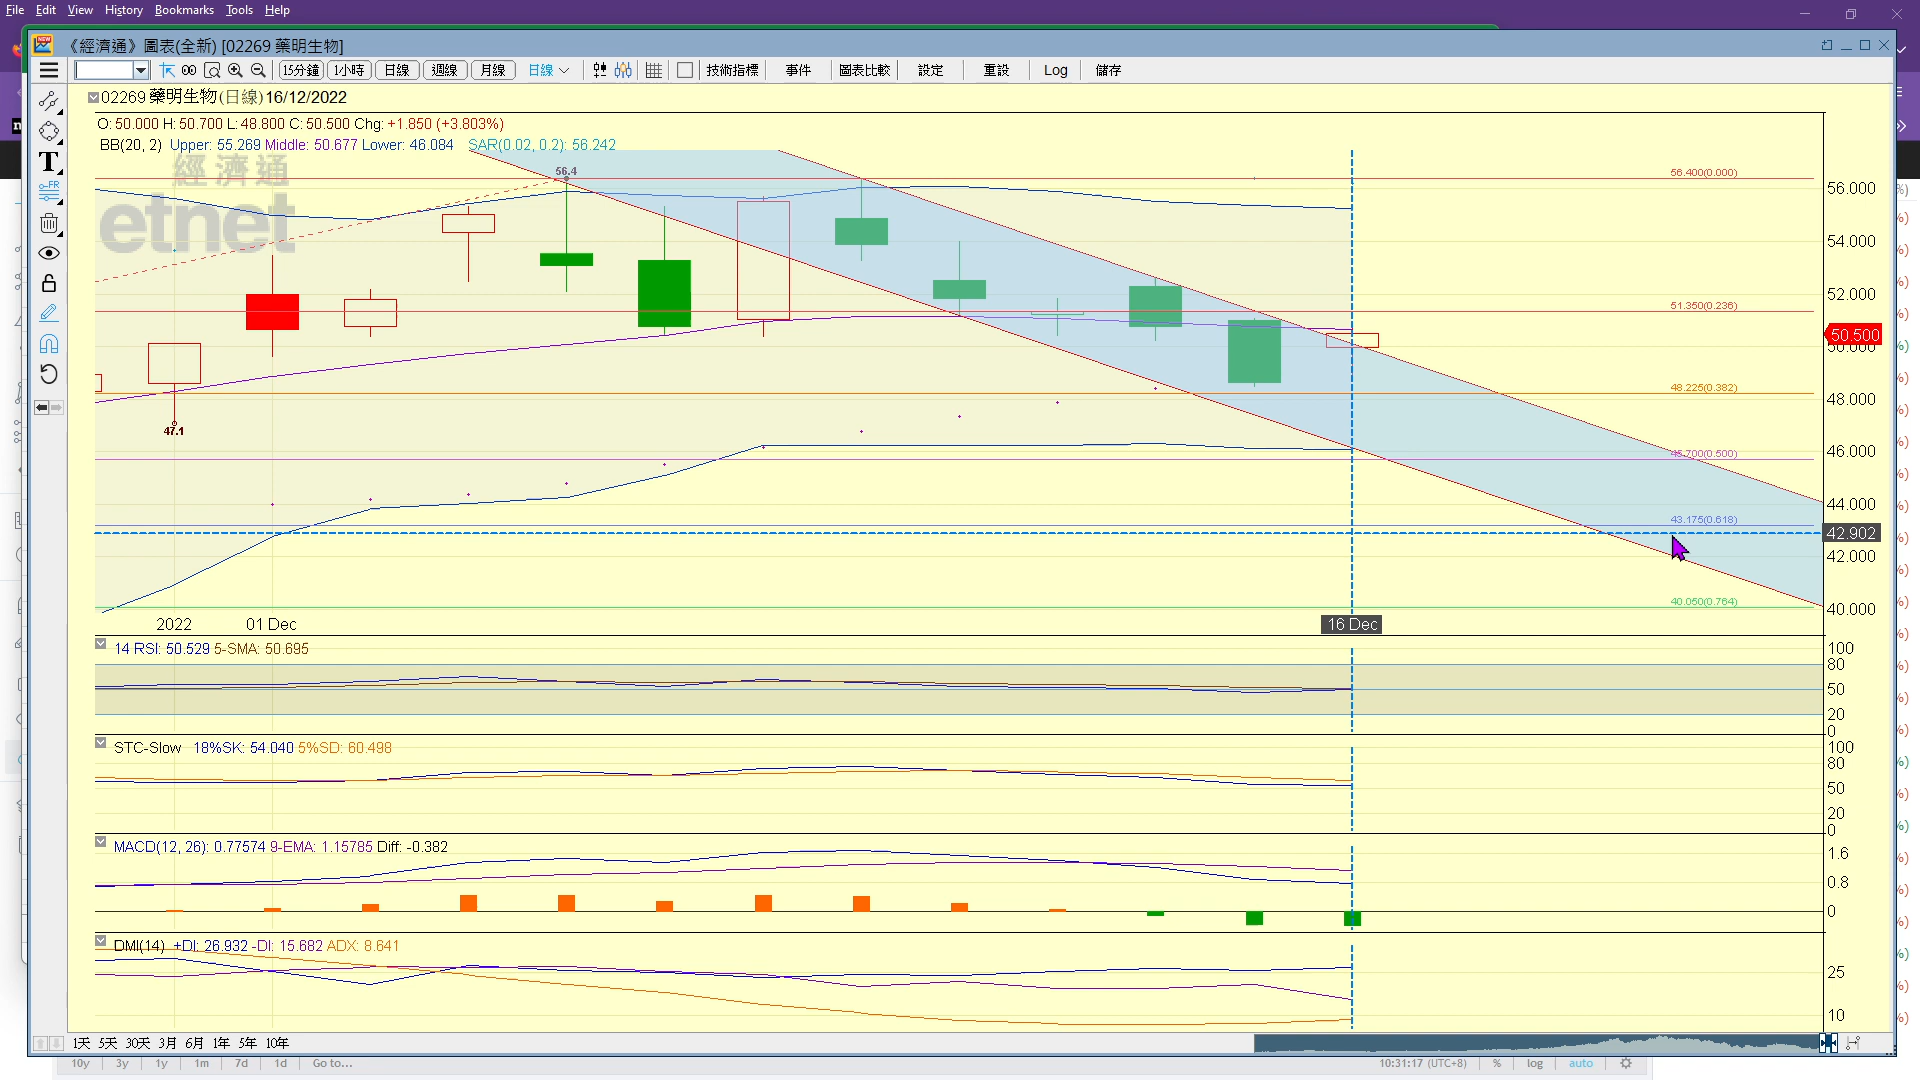 File Edit View History Bookmarks Tools Help
《經濟通》圖表(全新) [02269 藥明生物]
15分鐘 1小時 日線 週線 月線 日線 技術指標 事件 圖表比較 設定 重設 Log 儲存
02269 藥明生物(日線) 16/12/2022
O: 50.000 H: 50.700 L: 48.800 C: 50.500 Chg: +1.850 (+3.803%)
BB(20, 2) Upper: 55.269 Middle: 50.677 Lower: 46.084 SAR(0.02, 0.2): 56.242
經濟通
etnet
T
FR
56.4
47.1
56.400(0.000)
51.350(0.236)
48.225(0.382)
45.700(0.500)
43.175(0.618)
40.050(0.764)
56.000
54.000
52.000
50.500
50.000
48.000
46.000
44.000
42.902
42.000
40.000
2022 01 Dec 16 Dec
14 RSI: 50.529 5-SMA: 50.695
100
80
50
20
0
STC-Slow 18%SK: 54.040 5%SD: 60.498
100
80
50
20
0
MACD(12, 26): 0.77574 9-EMA: 1.15785 Diff: -0.382
1.6
0.8
0
DMI(14) +DI: 26.932 -DI: 15.682 ADX: 8.641
25
10
1天 5天 30天 3月 6月 1年 5年 10年
10y 3y 1y 1m 7d 1d Go to... 10:31:17 (UTC+8) % log auto